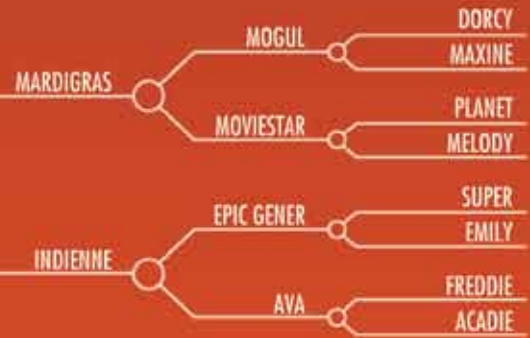 DORCY
MOGUL
MAXINE
MARDIGRAS
PLANET
MOVIESTAR
MELODY
SUPER
EPIC GENER
EMILY
INDIENNE
FREDDIE
AVA
ACADIE